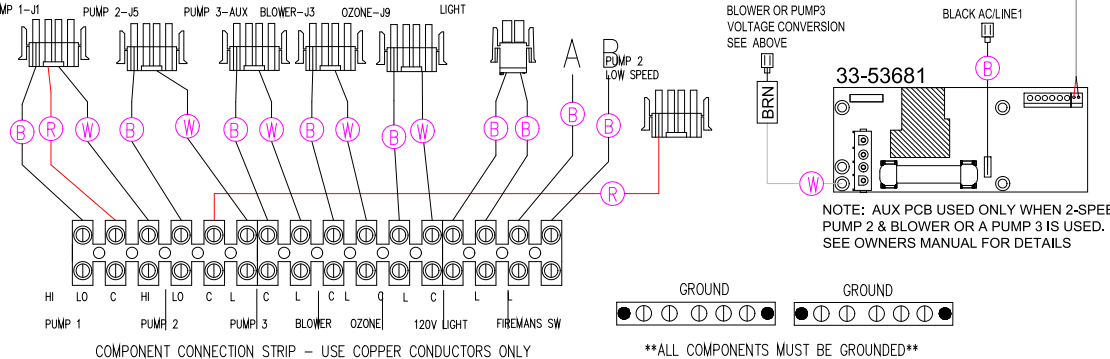 MP 1-J1
PUMP 2-J5
PUMP 3-AUX
BLOWER-J3
OZONE-J9
LIGHT
A
B
PUMP 2
LOW SPEED
BLOWER OR PUMP3
VOLTAGE CONVERSION
SEE ABOVE
BLACK AC/LINE1
B
33-53681
BRN
W
B R W B W B W B W B W B B B B
R
NOTE: AUX PCB USED ONLY WHEN 2-SPEE
PUMP 2 & BLOWER OR A PUMP 3 IS USED.
SEE OWNERS MANUAL FOR DETAILS
HI LO C HI LO C L C L C L C L C L L
PUMP 1
PUMP 2
PUMP 3
BLOWER
OZONE
120V LIGHT
FIREMANS SW
COMPONENT CONNECTION STRIP - USE COPPER CONDUCTORS ONLY
GROUND
GROUND
**ALL COMPONENTS MUST BE GROUNDED**